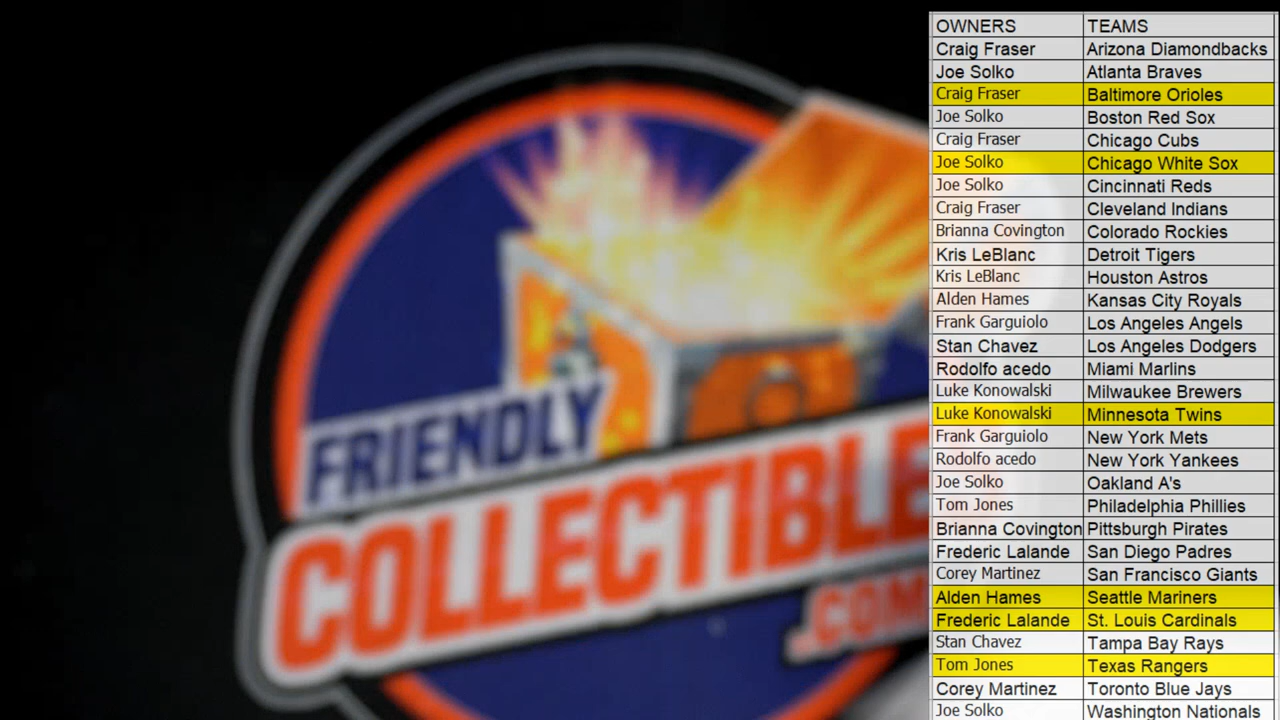 FRIENDLY
COLLECTIBLE
.COM
OWNERS TEAMS
Craig Fraser Arizona Diamondbacks
Joe Solko Atlanta Braves
Craig Fraser Baltimore Orioles
Joe Solko Boston Red Sox
Craig Fraser Chicago Cubs
Joe Solko Chicago White Sox
Joe Solko Cincinnati Reds
Craig Fraser Cleveland Indians
Brianna Covington Colorado Rockies
Kris LeBlanc Detroit Tigers
Kris LeBlanc Houston Astros
Alden Hames Kansas City Royals
Frank Garguiolo Los Angeles Angels
Stan Chavez Los Angeles Dodgers
Rodolfo acedo Miami Marlins
Luke Konowalski Milwaukee Brewers
Luke Konowalski Minnesota Twins
Frank Garguiolo New York Mets
Rodolfo acedo New York Yankees
Joe Solko Oakland A's
Tom Jones Philadelphia Phillies
Brianna Covington Pittsburgh Pirates
Frederic Lalande San Diego Padres
Corey Martinez San Francisco Giants
Alden Hames Seattle Mariners
Frederic Lalande St. Louis Cardinals
Stan Chavez Tampa Bay Rays
Tom Jones Texas Rangers
Corey Martinez Toronto Blue Jays
Joe Solko Washington Nationals